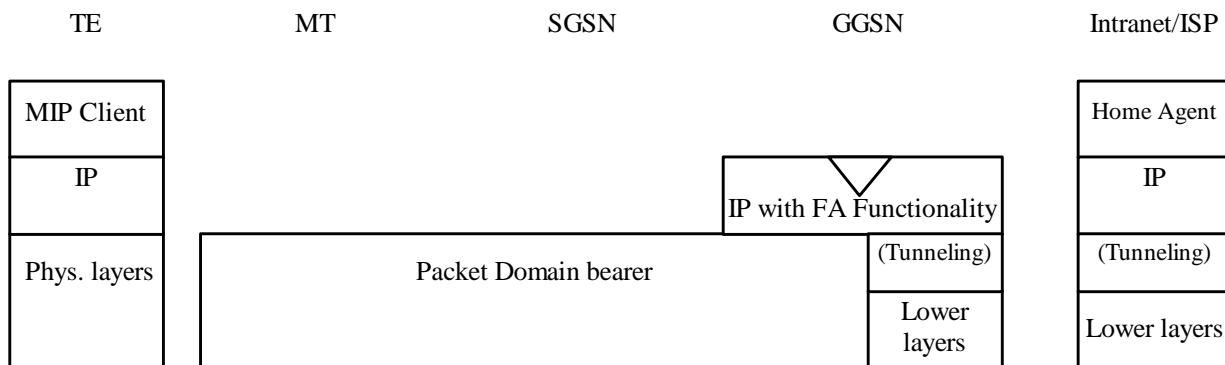 TE MT SGSN GGSN Intranet/ISP
MIP Client Home Agent
IP IP
IP with FA Functionality
Phys. layers Packet Domain bearer (Tunneling) (Tunneling)
Lower
layers Lower layers